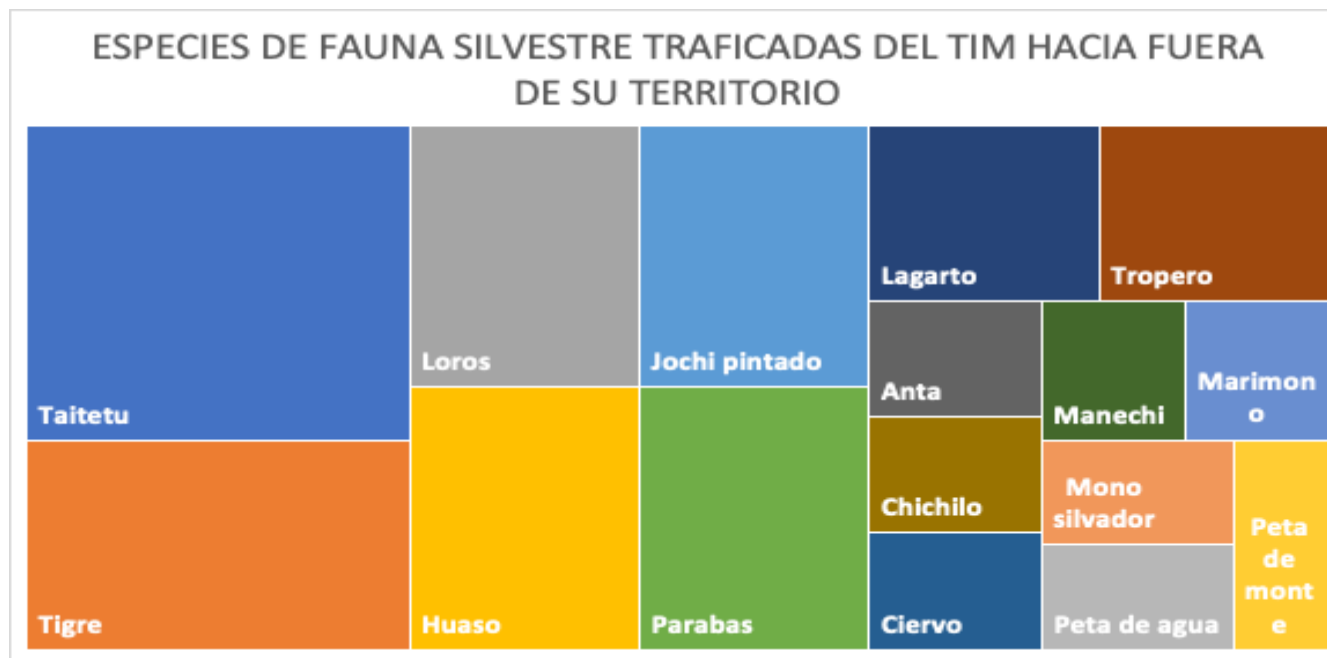 ESPECIES DE FAUNA SILVESTRE TRAFICADAS DEL TIM HACIA FUERA
DE SU TERRITORIO
Taitetu
Tigre
Loros
Huaso
Jochi pintado
Parabas
Lagarto
Tropero
Anta
Chichilo
Ciervo
Manechi
Marimon
o
Mono
silvador
Peta de agua
Peta
de
mont
e